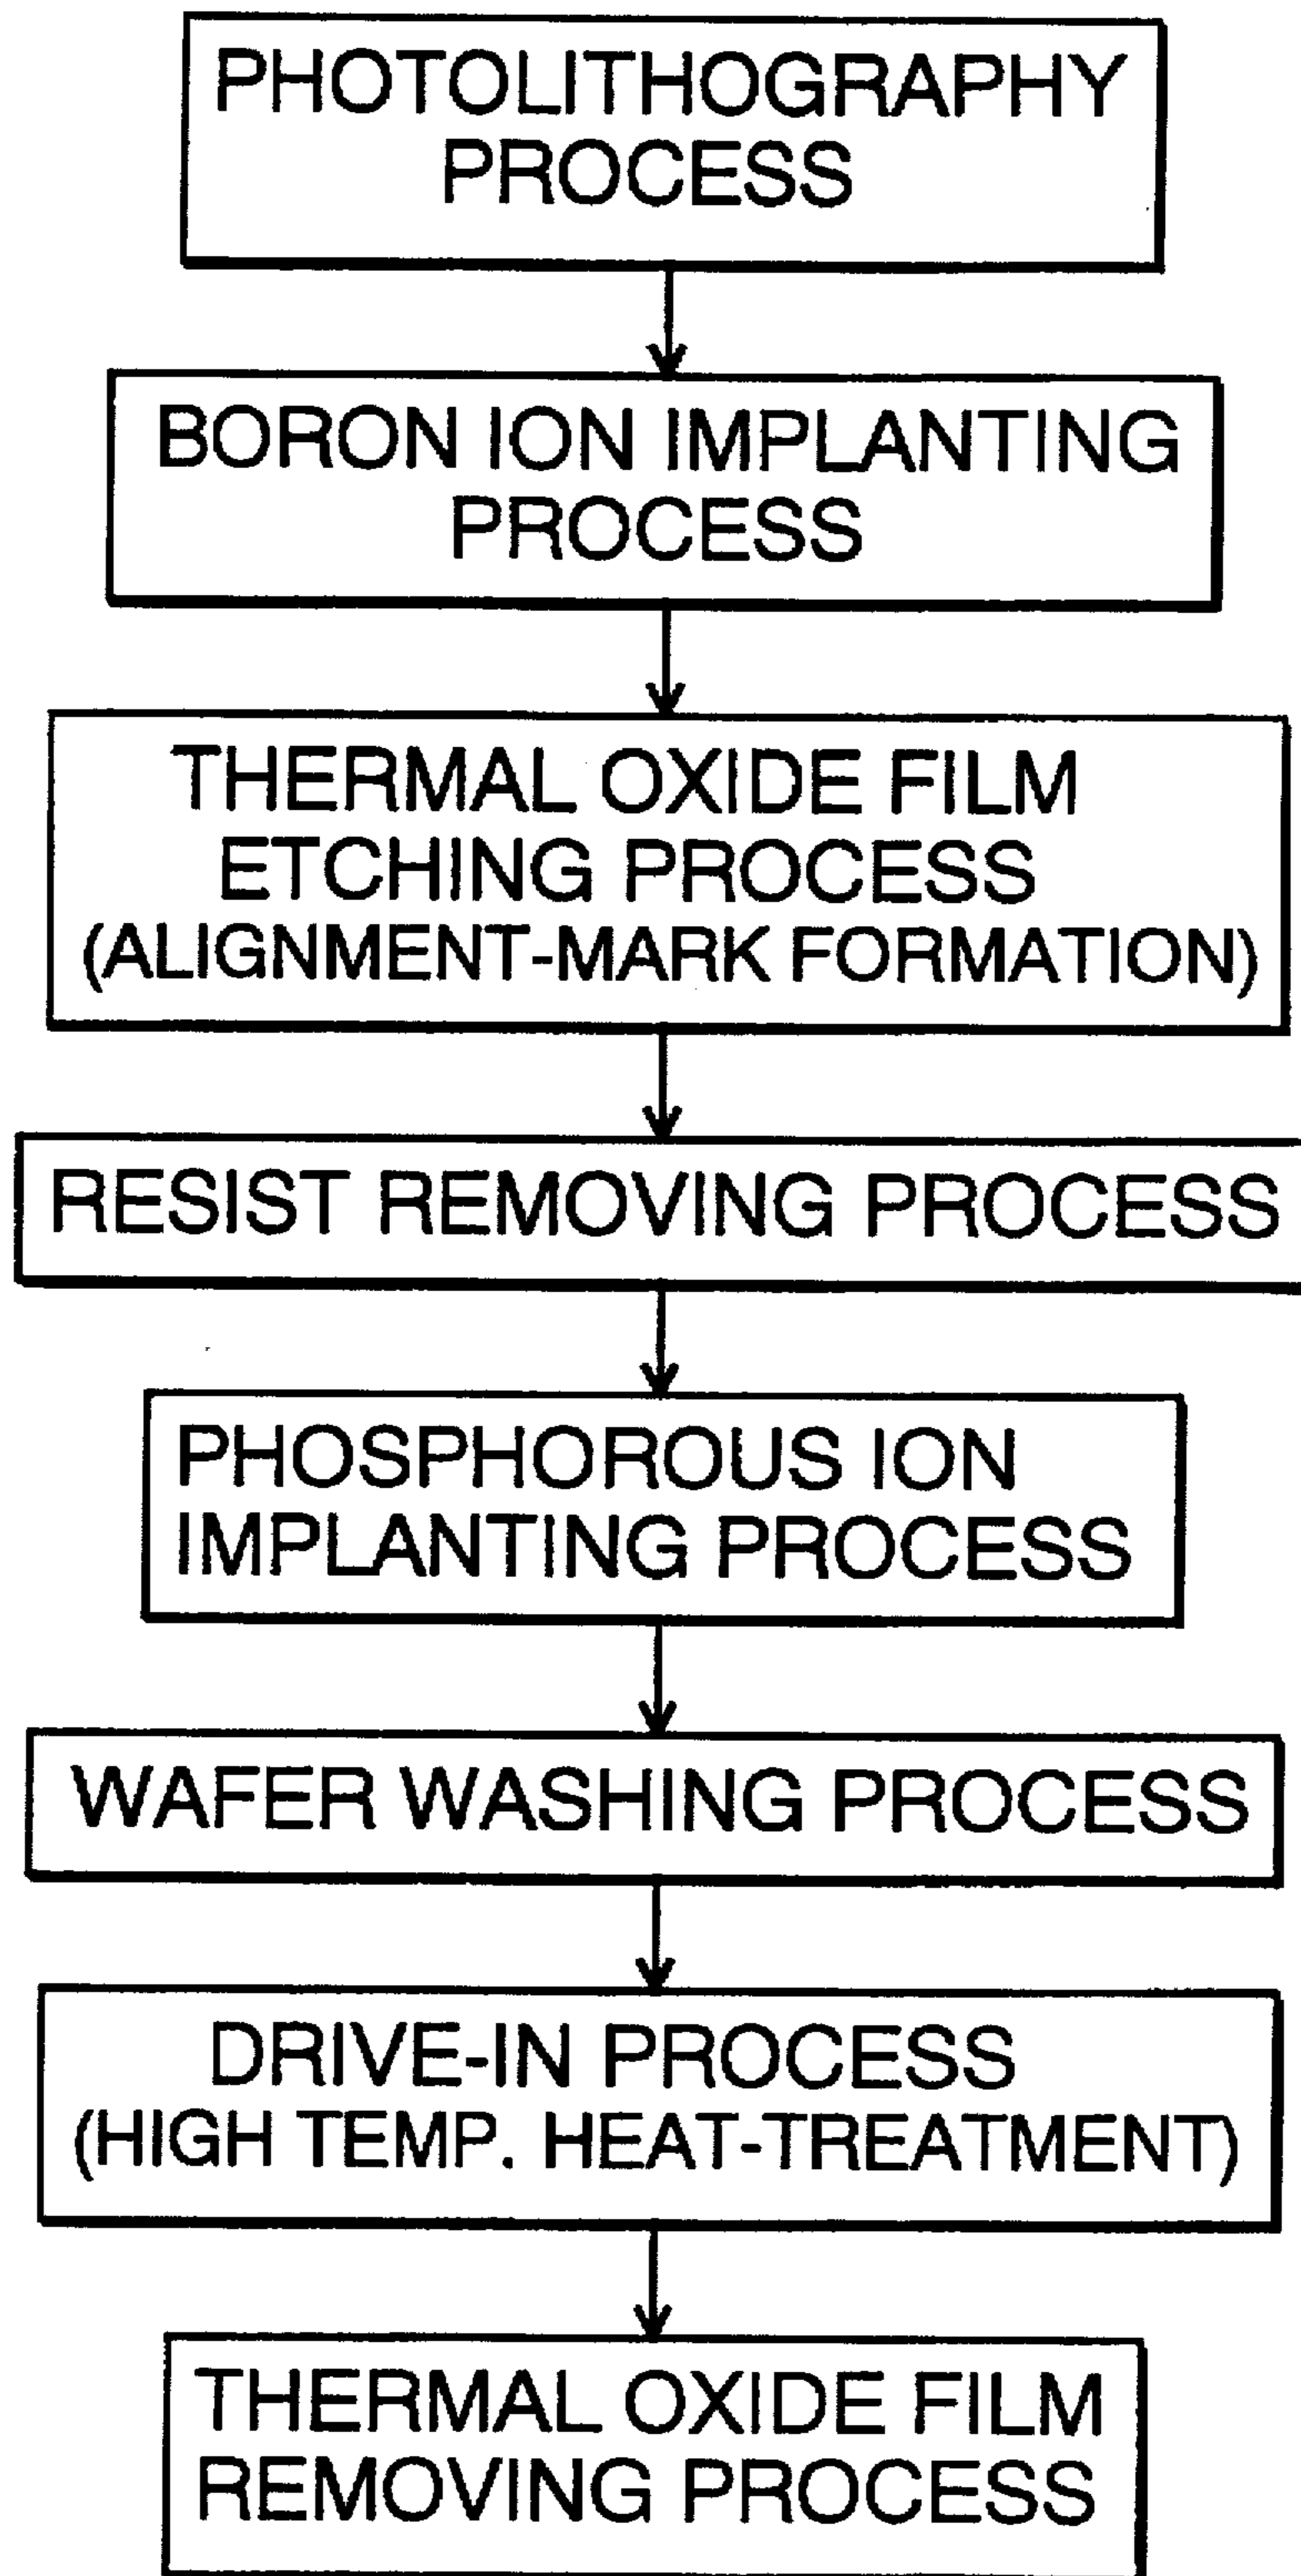 PHOTOLITHOGRAPHY
PROCESS
BORON ION IMPLANTING
PROCESS
THERMAL OXIDE FILM
ETCHING PROCESS
(ALIGNMENT-MARK FORMATION)
RESIST REMOVING PROCESS
PHOSPHOROUS ION
IMPLANTING PROCESS
WAFER WASHING PROCESS
DRIVE-IN PROCESS
(HIGH TEMP. HEAT-TREATMENT)
THERMAL OXIDE FILM
REMOVING PROCESS